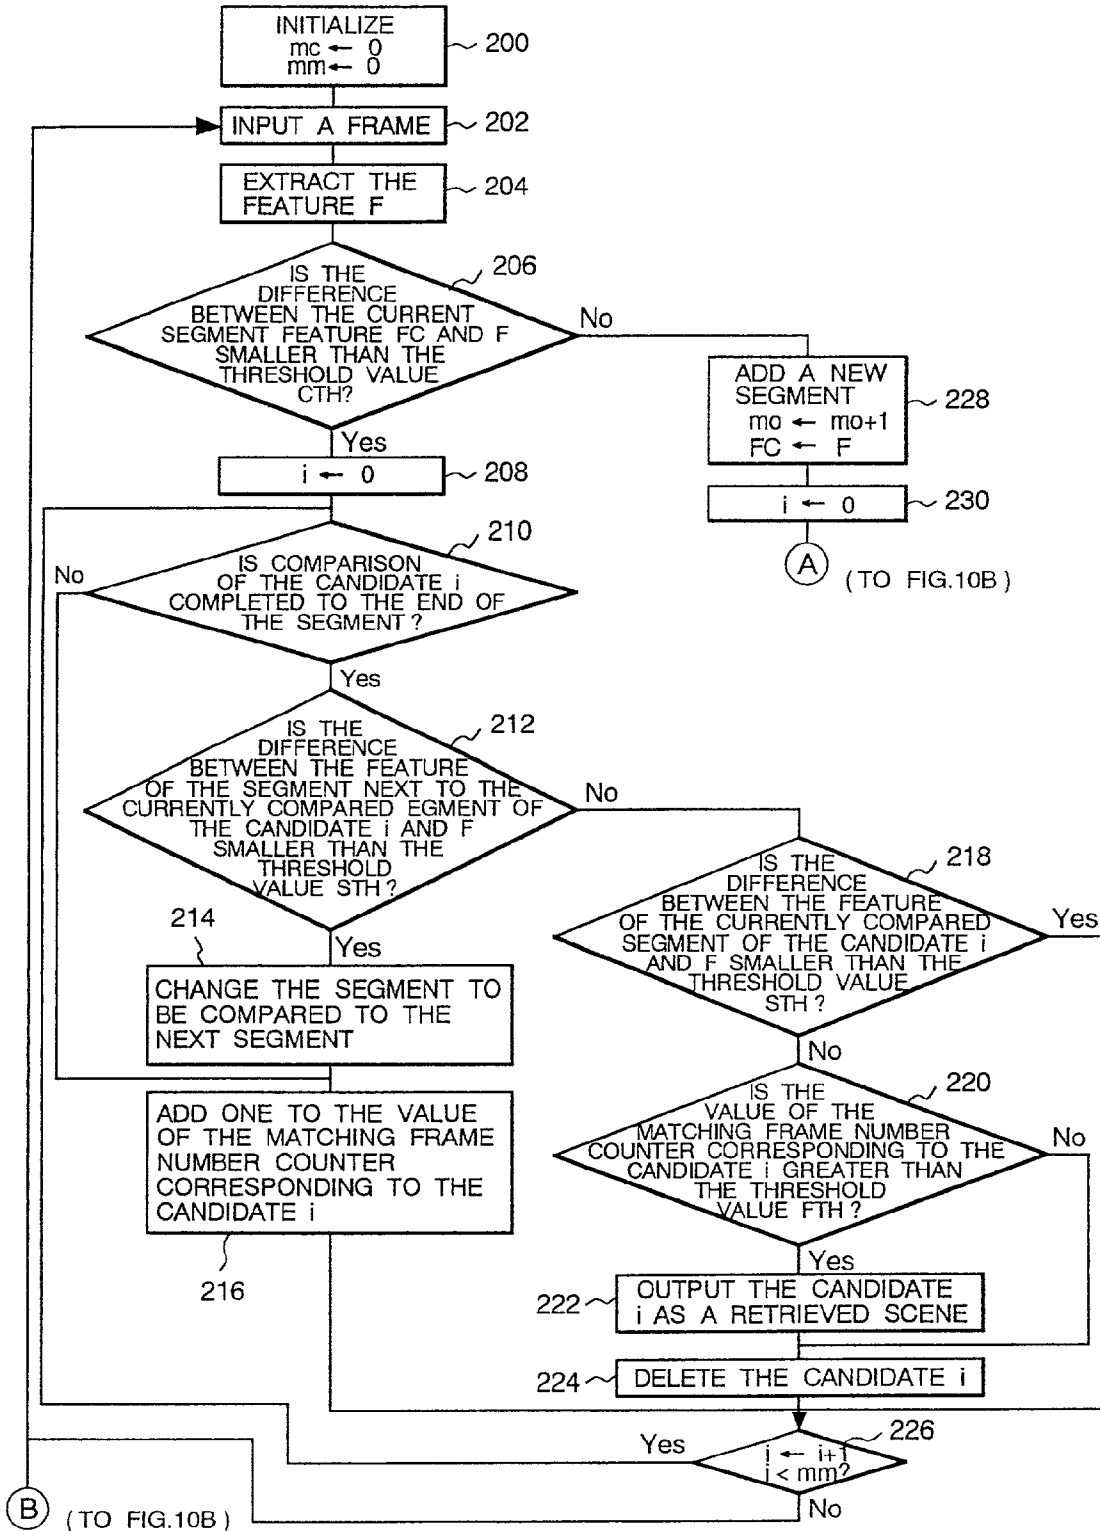 INITIALIZE
mc ← 0
mm ← 0
200
INPUT A FRAME
202
EXTRACT THE
FEATURE F
204
206
IS THE
DIFFERENCE
BETWEEN THE CURRENT
SEGMENT FEATURE FC AND F
SMALLER THAN THE
THRESHOLD VALUE
CTH?
No
Yes
ADD A NEW
SEGMENT
mo ← mo+1
FC ← F
228
i ← 0
208
i ← 0
230
A
(TO FIG.10B)
210
IS COMPARISON
OF THE CANDIDATE i
COMPLETED TO THE END OF
THE SEGMENT?
No
Yes
212
IS THE
DIFFERENCE
BETWEEN THE FEATURE
OF THE SEGMENT NEXT TO THE
CURRENTLY COMPARED EGMENT OF
THE CANDIDATE i AND F
SMALLER THAN THE
THRESHOLD
VALUE STH?
No
Yes
214
CHANGE THE SEGMENT TO
BE COMPARED TO THE
NEXT SEGMENT
ADD ONE TO THE VALUE
OF THE MATCHING FRAME
NUMBER COUNTER
CORRESPONDING TO THE
CANDIDATE i
216
218
IS THE
DIFFERENCE
BETWEEN THE FEATURE
OF THE CURRENTLY COMPARED
SEGMENT OF THE CANDIDATE i
AND F SMALLER THAN THE
THRESHOLD VALUE
STH?
Yes
No
220
IS THE
VALUE OF THE
MATCHING FRAME NUMBER
COUNTER CORRESPONDING TO THE
CANDIDATE i GREATER THAN
THE THRESHOLD
VALUE FTH?
No
Yes
222
OUTPUT THE CANDIDATE
i AS A RETRIEVED SCENE
224
DELETE THE CANDIDATE i
226
i ← i+1
i < mm?
Yes
No
B
(TO FIG.10B)